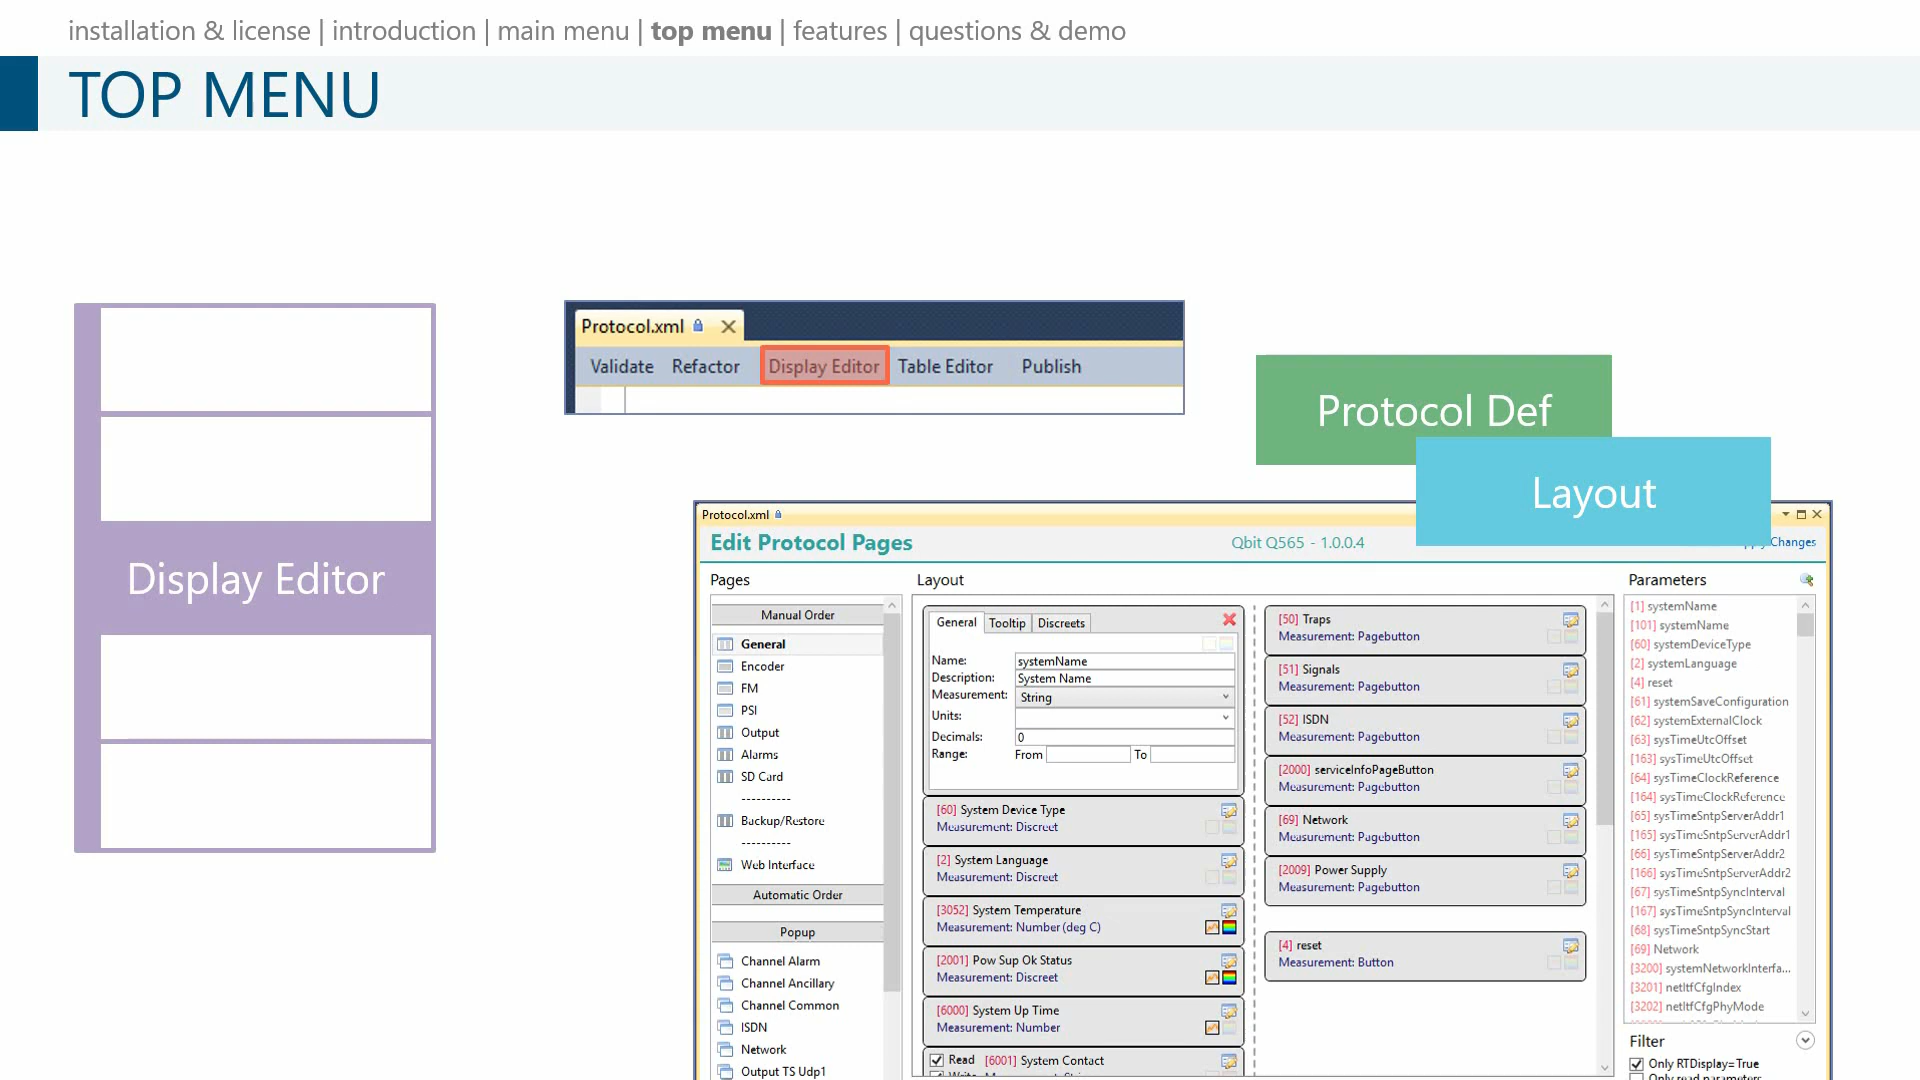 installation & license | introduction | main menu | top menu | features | questions & demo
TOP MENU
Display Editor
Protocol.xml
Validate Refactor Display Editor Table Editor Publish
Protocol Def
Layout
Protocol.xml
Edit Protocol Pages
Qbit Q565 - 1.0.0.4
Changes
Pages
Manual Order
General
Encoder
FM
PSI
Output
Alarms
SD Card
----------
Backup/Restore
----------
Web Interface
Automatic Order
Popup
Channel Alarm
Channel Ancillary
Channel Common
ISDN
Network
Output TS Udp1
Layout
General Tooltip Discreets
Name: systemName
Description: System Name
Measurement: String
Units:
Decimals: 0
Range: From To
[60] System Device Type
Measurement: Discreet
[2] System Language
Measurement: Discreet
[3052] System Temperature
Measurement: Number (deg C)
[2001] Pow Sup Ok Status
Measurement: Discreet
[6000] System Up Time
Measurement: Number
Read [6001] System Contact
[50] Traps
Measurement: Pagebutton
[51] Signals
Measurement: Pagebutton
[52] ISDN
Measurement: Pagebutton
[2000] serviceInfoPageButton
Measurement: Pagebutton
[69] Network
Measurement: Pagebutton
[2009] Power Supply
Measurement: Pagebutton
[4] reset
Measurement: Button
Parameters
[1] systemName
[101] systemName
[60] systemDeviceType
[2] systemLanguage
[4] reset
[61] systemSaveConfiguration
[62] systemExternalClock
[63] sysTimeUtcOffset
[163] sysTimeUtcOffset
[64] sysTimeClockReference
[164] sysTimeClockReference
[65] sysTimeSntpServerAddr1
[165] sysTimeSntpServerAddr1
[66] sysTimeSntpServerAddr2
[166] sysTimeSntpServerAddr2
[67] sysTimeSntpSyncInterval
[167] sysTimeSntpSyncInterval
[68] sysTimeSntpSyncStart
[69] Network
[3200] systemNetworkInterfa...
[3201] netItfCfgIndex
[3202] netItfCfgPhyMode
Filter
Only RTDisplay=True
Only read parameters